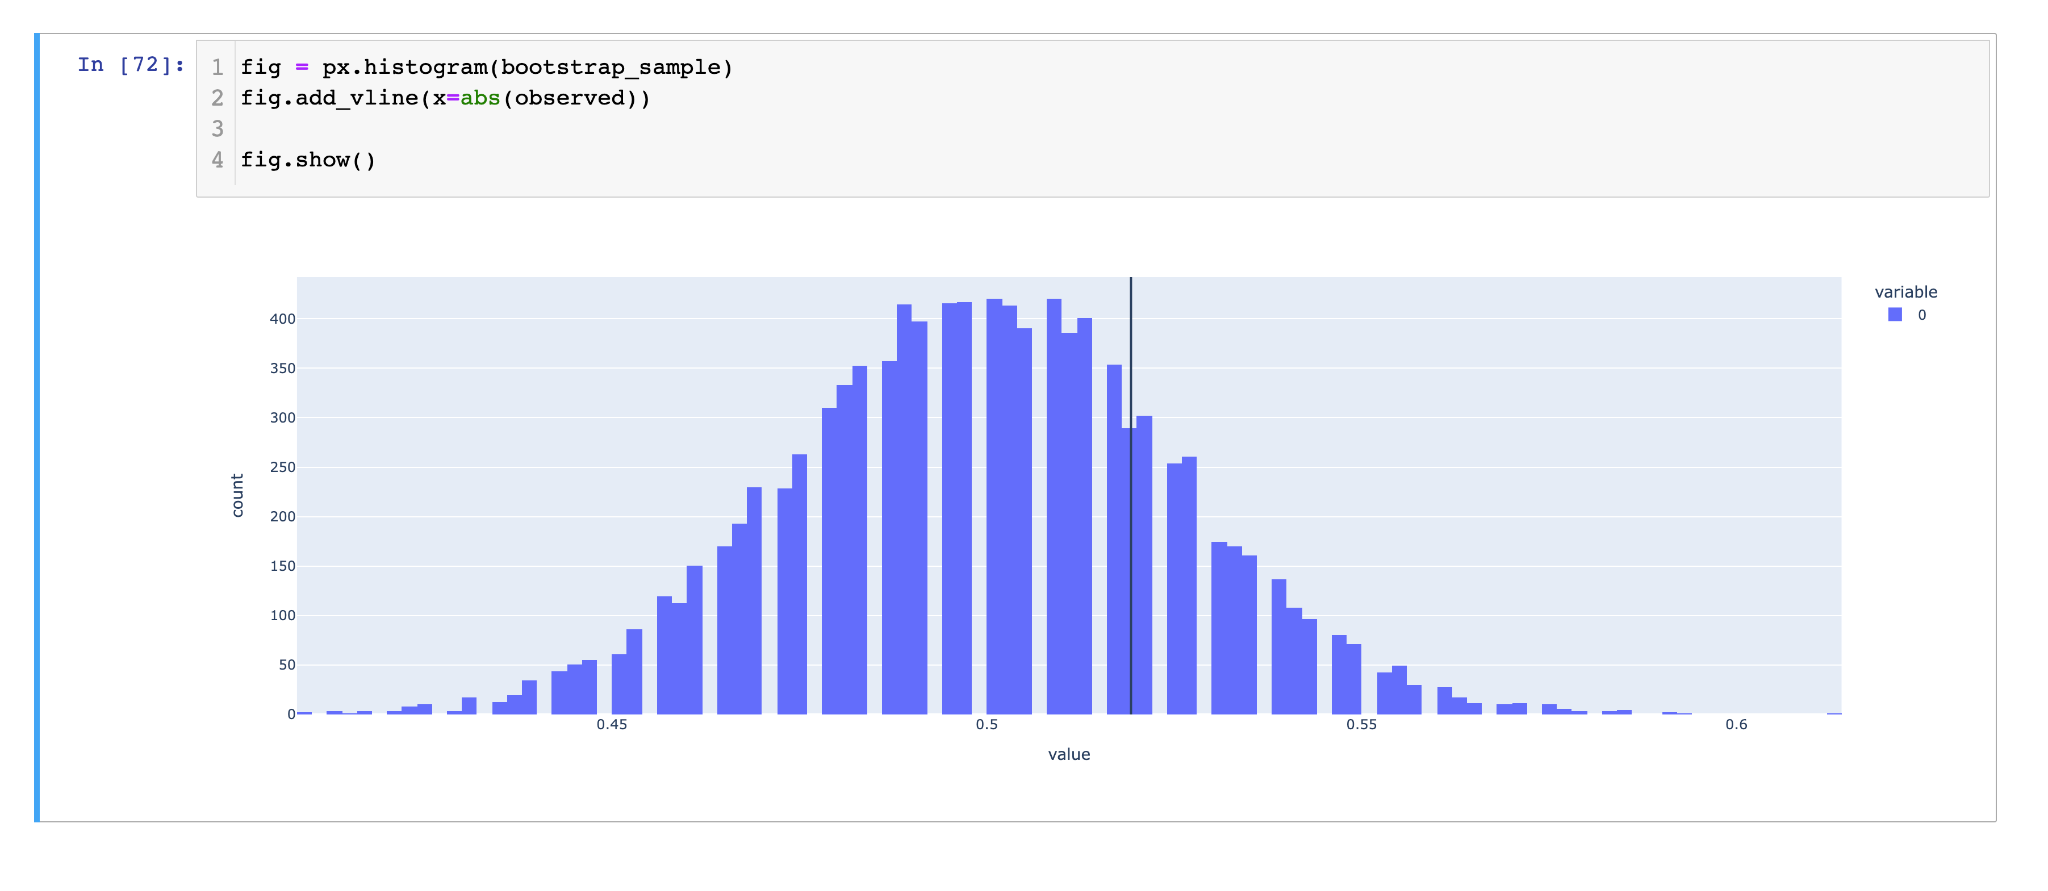 In [72]:
1 fig = px.histogram(bootstrap_sample)
2 fig.add_vline(x=abs(observed))
3
4 fig.show()
variable
0
400
350
300
250
200
150
100
50
0
count
0.45 0.5 0.55 0.6
value